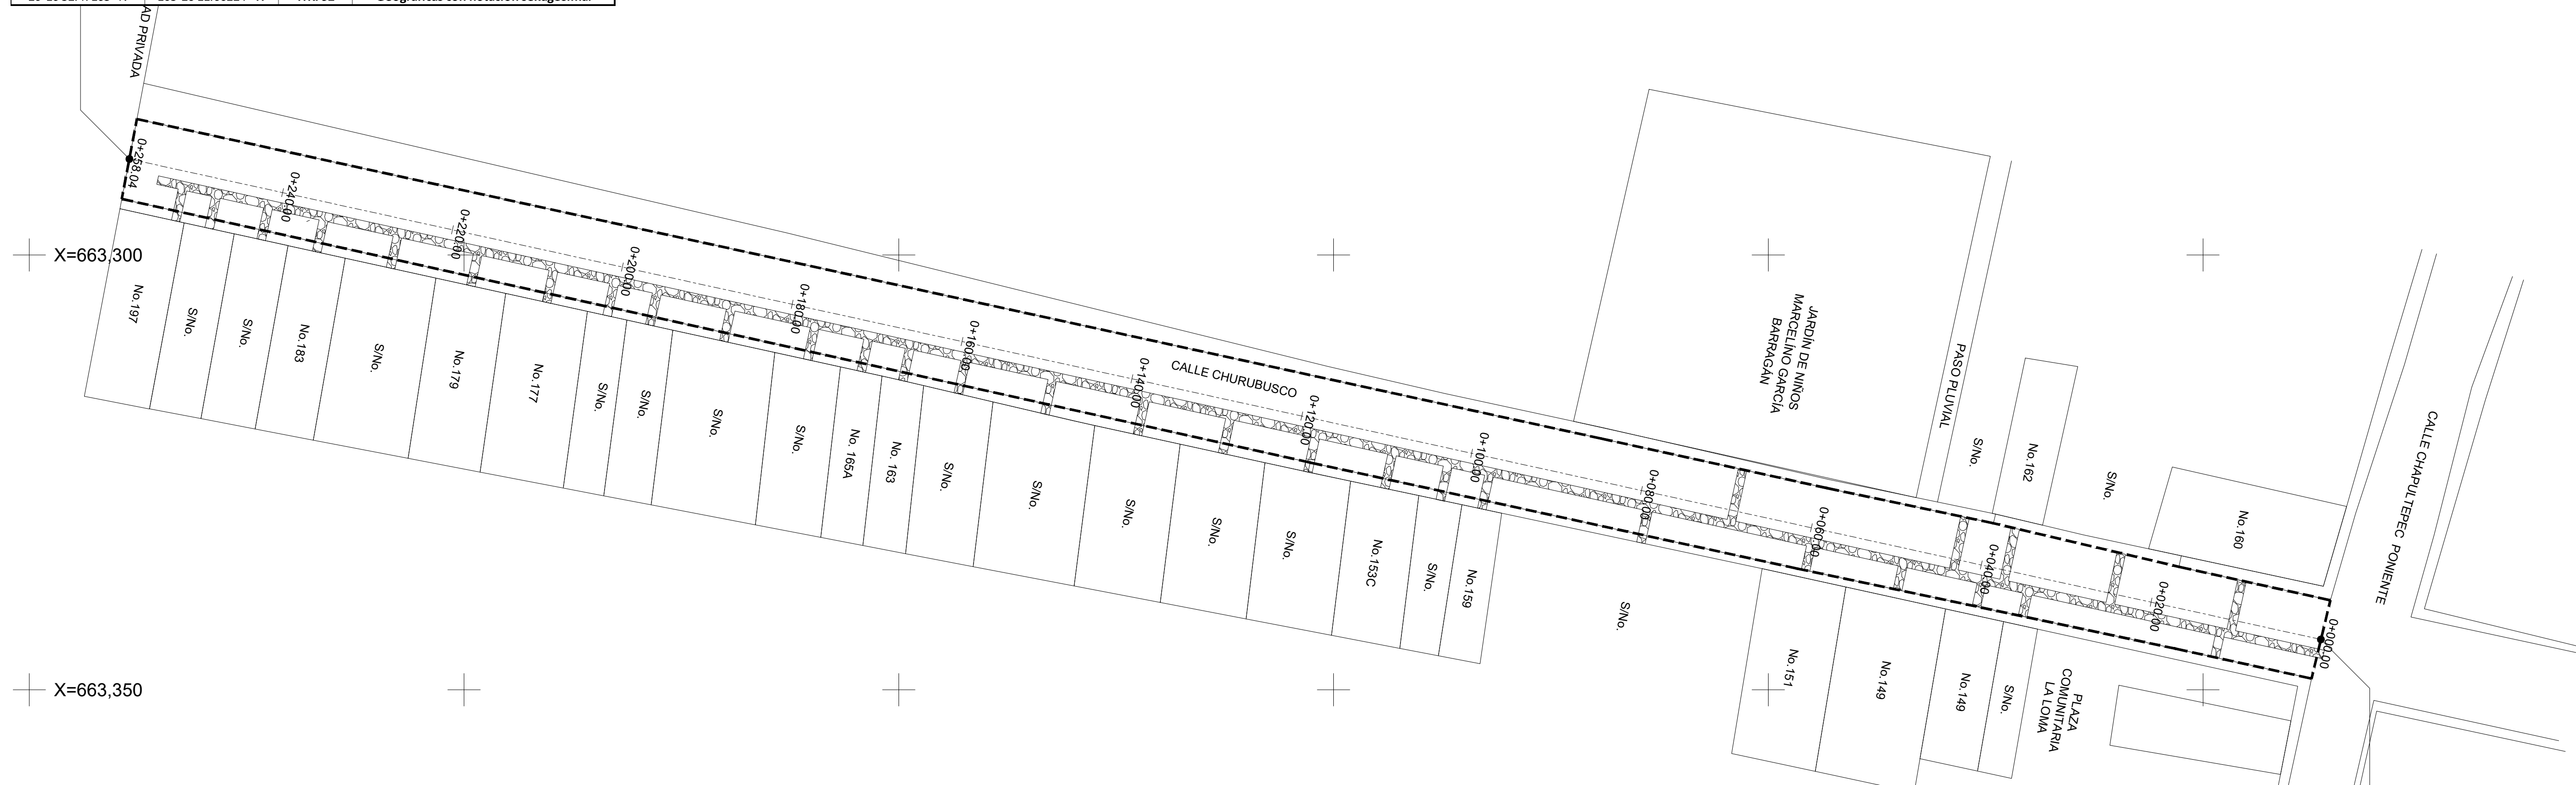 Geográficas con notación sexagesimal
AD PRIVADA
0+258.04
0+240.00
0+220.00
0+200.00
0+180.00
0+160.00
0+140.00
0+120.00
0+100.00
0+080.00
0+060.00
0+040.00
0+020.00
0+000.00
X=663,300
CALLE CHURUBUSCO
JARDÍN DE NIÑOS
MARCELÍNO GARCÍA
BARRAGÁN
PASO PLUVIAL
S/No.
No.162
S/No.
No.160
CALLE CHAPULTEPEC PONIENTE
No.197
S/No.
S/No.
No.183
S/No.
No.179
No.177
S/No.
S/No.
S/No.
S/No.
No. 165A
No. 163
S/No.
S/No.
S/No.
S/No.
S/No.
No.153C
S/No.
No.159
S/No.
No.151
No.149
No.149
S/No.
PLAZA
COMUNITARIA
LA LOMA
X=663,350